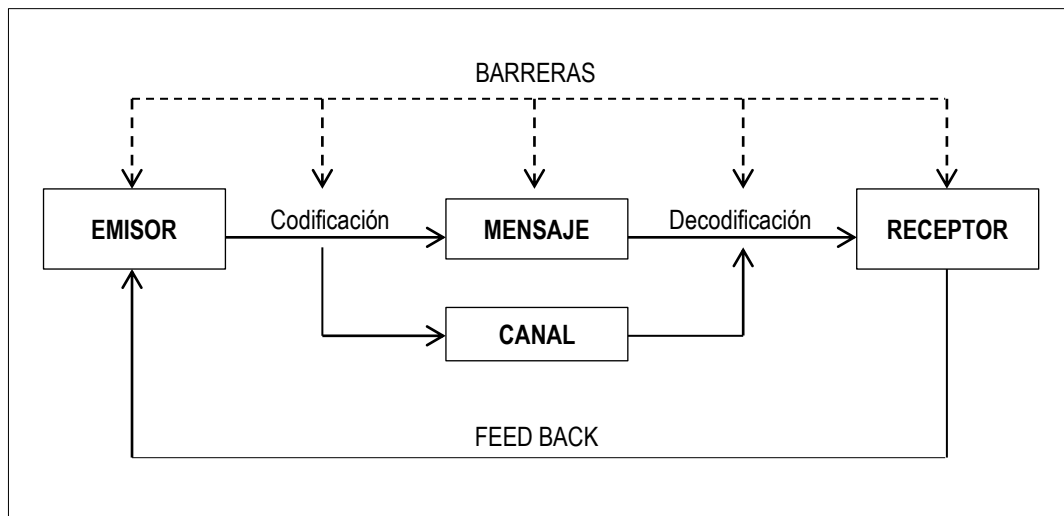 BARRERAS
EMISOR
Codificación
MENSAJE
Decodificación
RECEPTOR
CANAL
FEED BACK